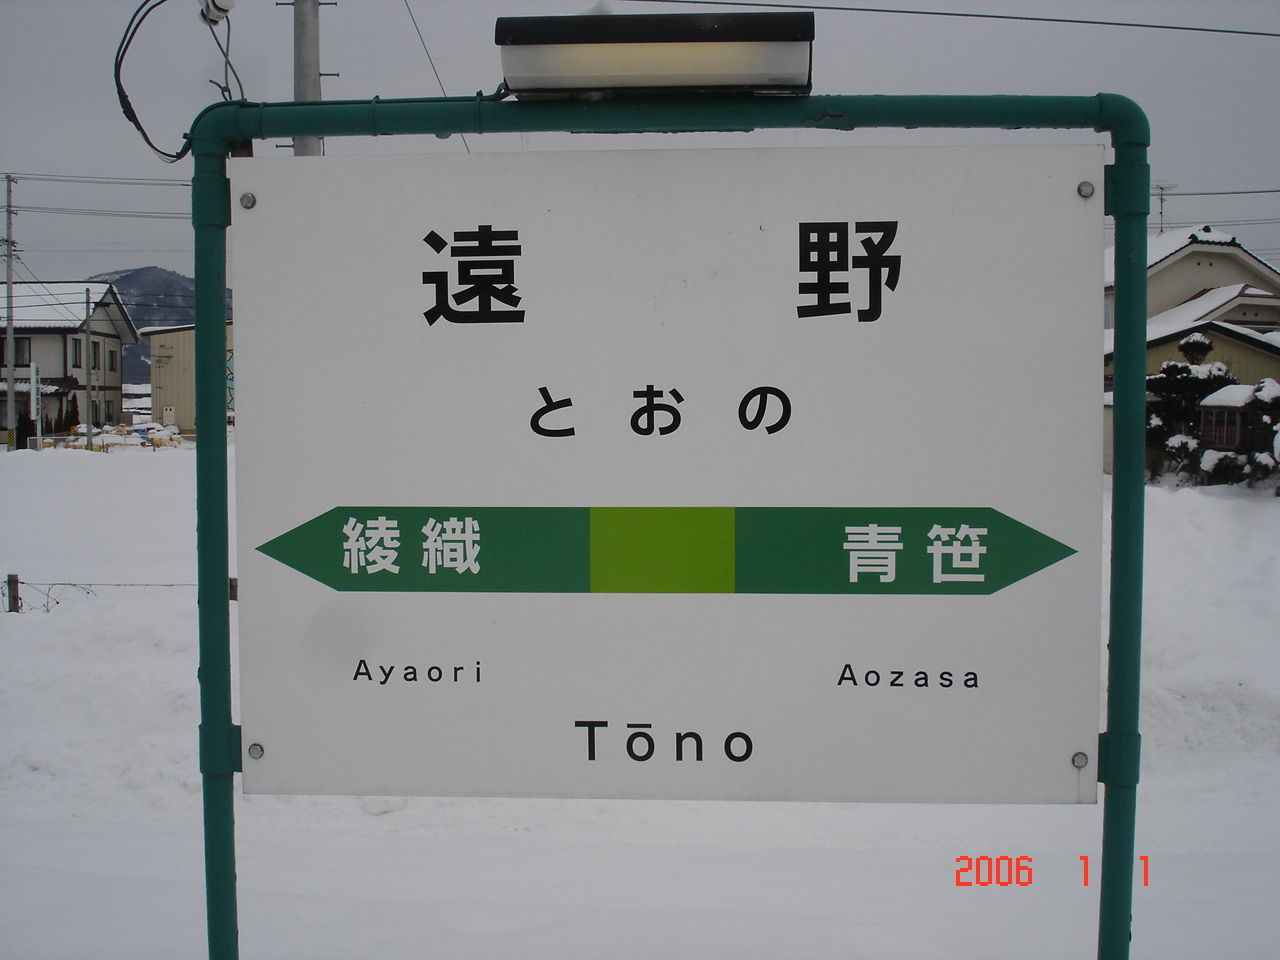 遠野
とおの
綾織 青笹
Ayaori Aozasa
Tōno
2006 1 1